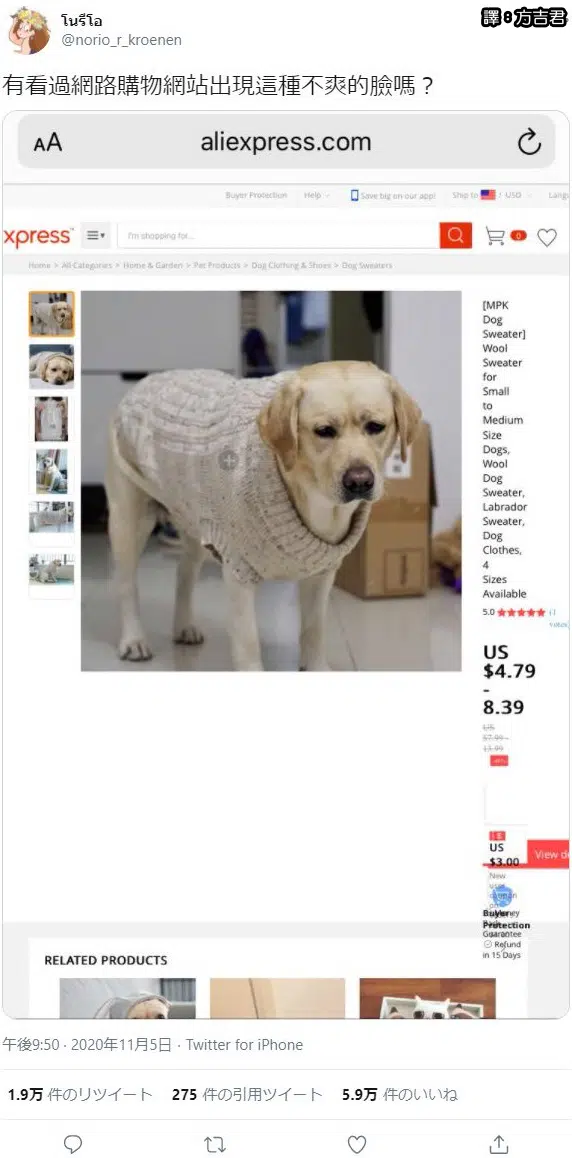 譯8方吉君
とんรีโอ
@norio_r_kroenen
有看過網路購物網站出現這種不爽的臉嗎？
AA aliexpress.com
Buyer Protection Help Save big on our app! Ship to / USD
xpress™
I'm shopping for...
0
Home > All Categories > Home & Garden > Pet Products > Dog Clothing & Shoes > Dog Sweaters
[MPK
Dog
Sweater]
Wool
Sweater
for
Small
to
Medium
Size
Dogs,
Wool
Dog
Sweater,
Labrador
Sweater,
Dog
Clothes,
4
Sizes
Available
5.0
US
$4.79
-
8.39
US
$7.99 -
13.99
US
$3.00
View de
New
user
coupon
Buyer
Protection
Money
Guarantee
Refund
in 15 Days
RELATED PRODUCTS
午後9:50 · 2020年11月5日 · Twitter for iPhone
1.9万 件のリツイート 275 件の引用ツイート 5.9万 件のいいね